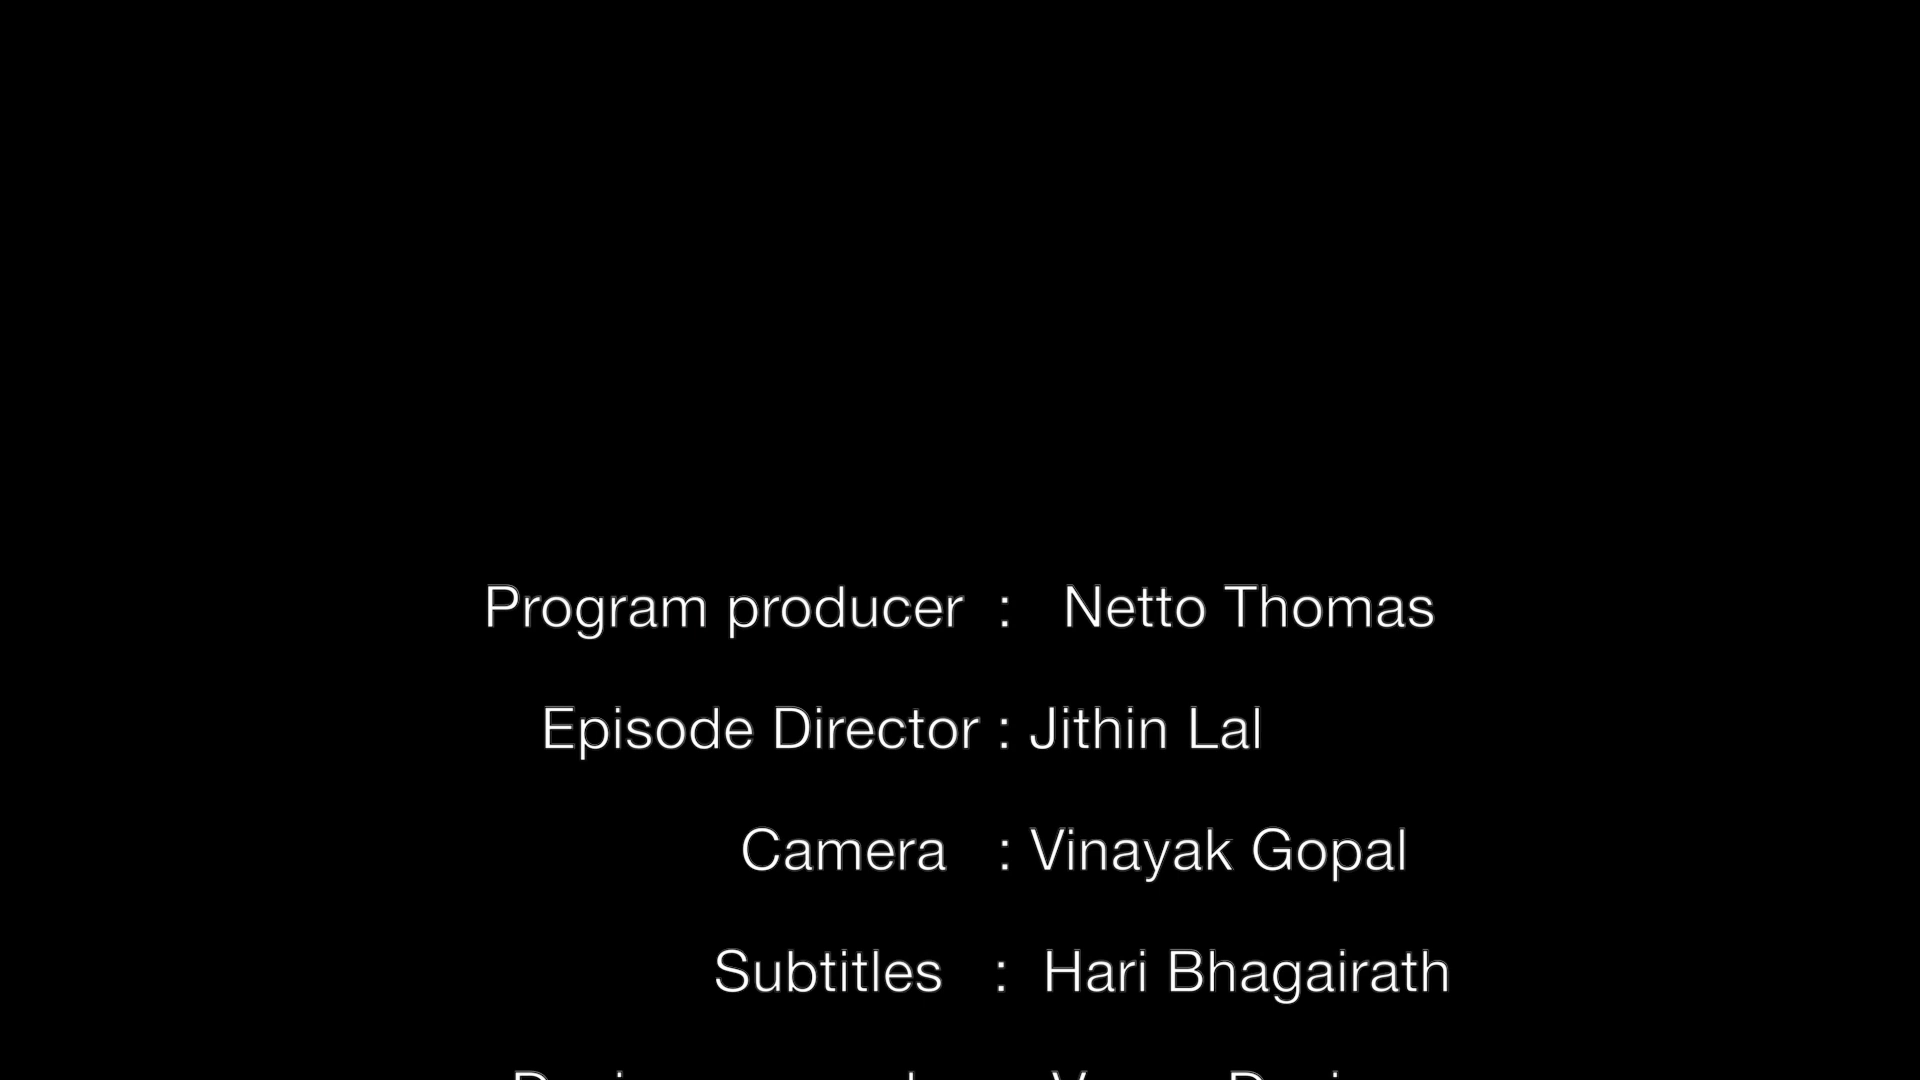 Program producer : Netto Thomas
Episode Director : Jithin Lal
Camera : Vinayak Gopal
Subtitles : Hari Bhagairath